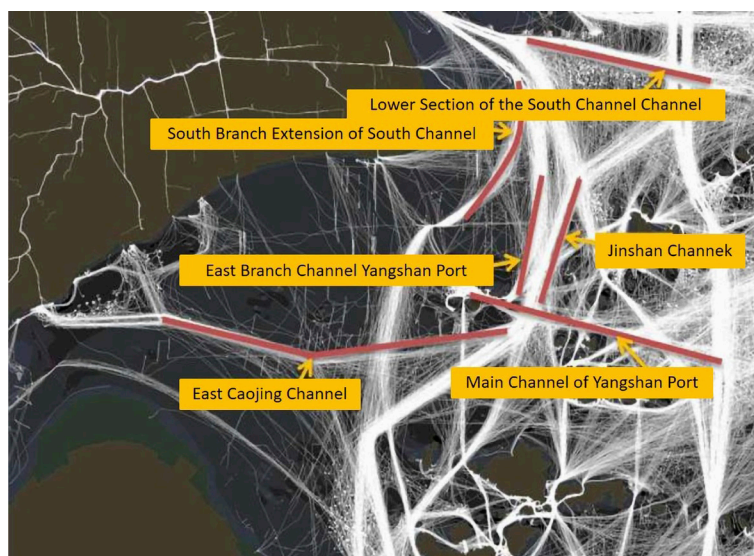 Lower Section of the South Channel Channel
South Branch Extension of South Channel
East Branch Channel Yangshan Port
Jinshan Channek
East Caojing Channel
Main Channel of Yangshan Port